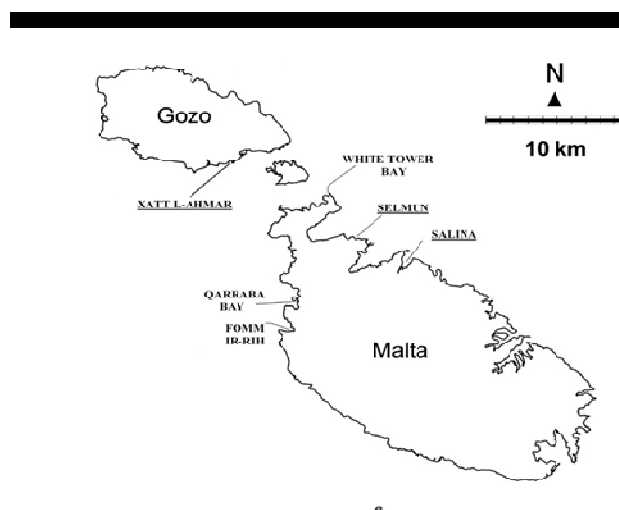 N
Gozo
10 km
WHITE TOWER
BAY
XATT L-AHMAR
SELMUN
SALINA
QARRABA
BAY
FOMM
IR-RIH
Malta